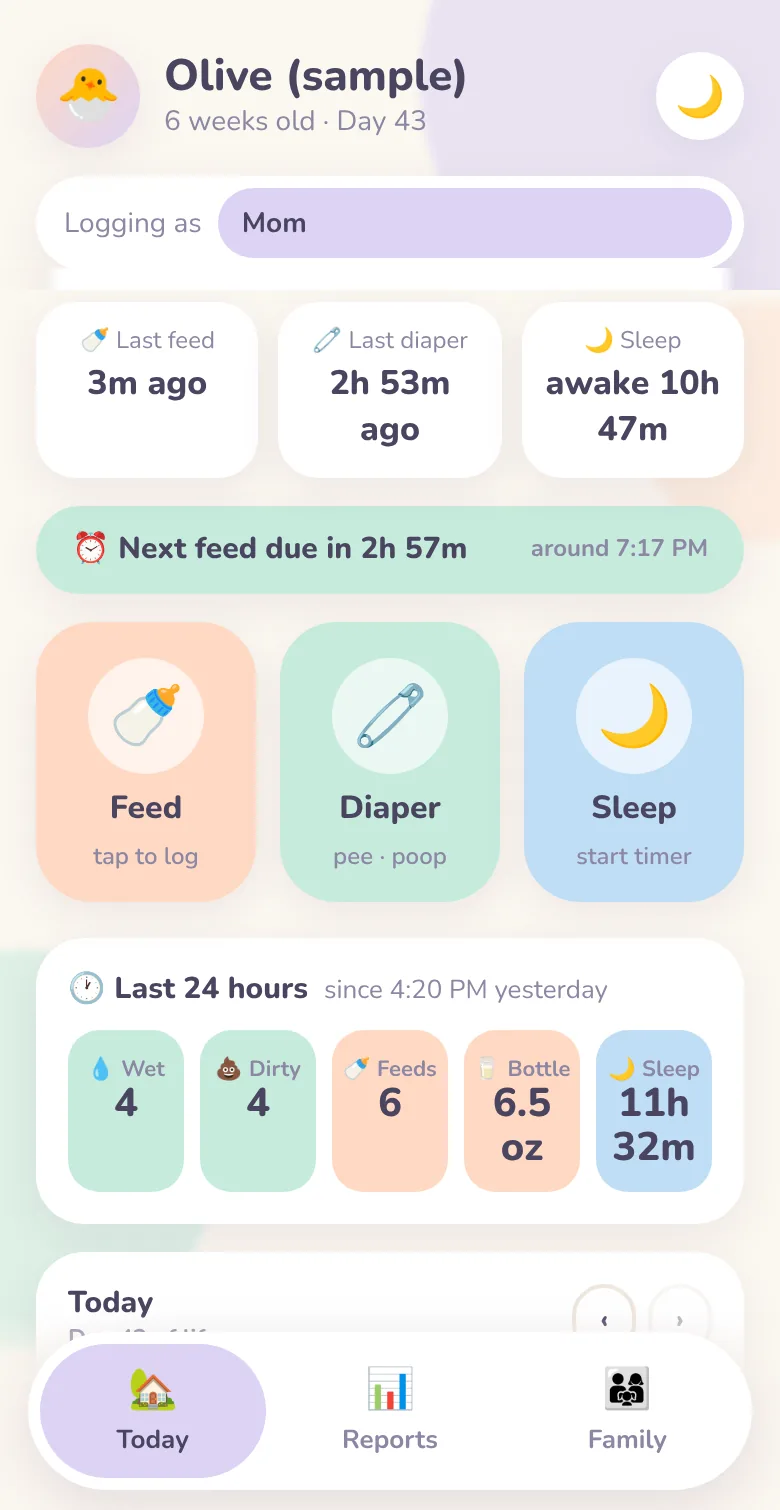 Olive (sample)
6 weeks old · Day 43
Logging as Mom
Last feed
3m ago
Last diaper
2h 53m
ago
Sleep
awake 10h
47m
Next feed due in 2h 57m
around 7:17 PM
Feed
tap to log
Diaper
pee · poop
Sleep
start timer
Last 24 hours since 4:20 PM yesterday
Wet
4
Dirty
4
Feeds
6
Bottle
6.5
oz
Sleep
11h
32m
Today
‹ ›
Today
Reports
Family